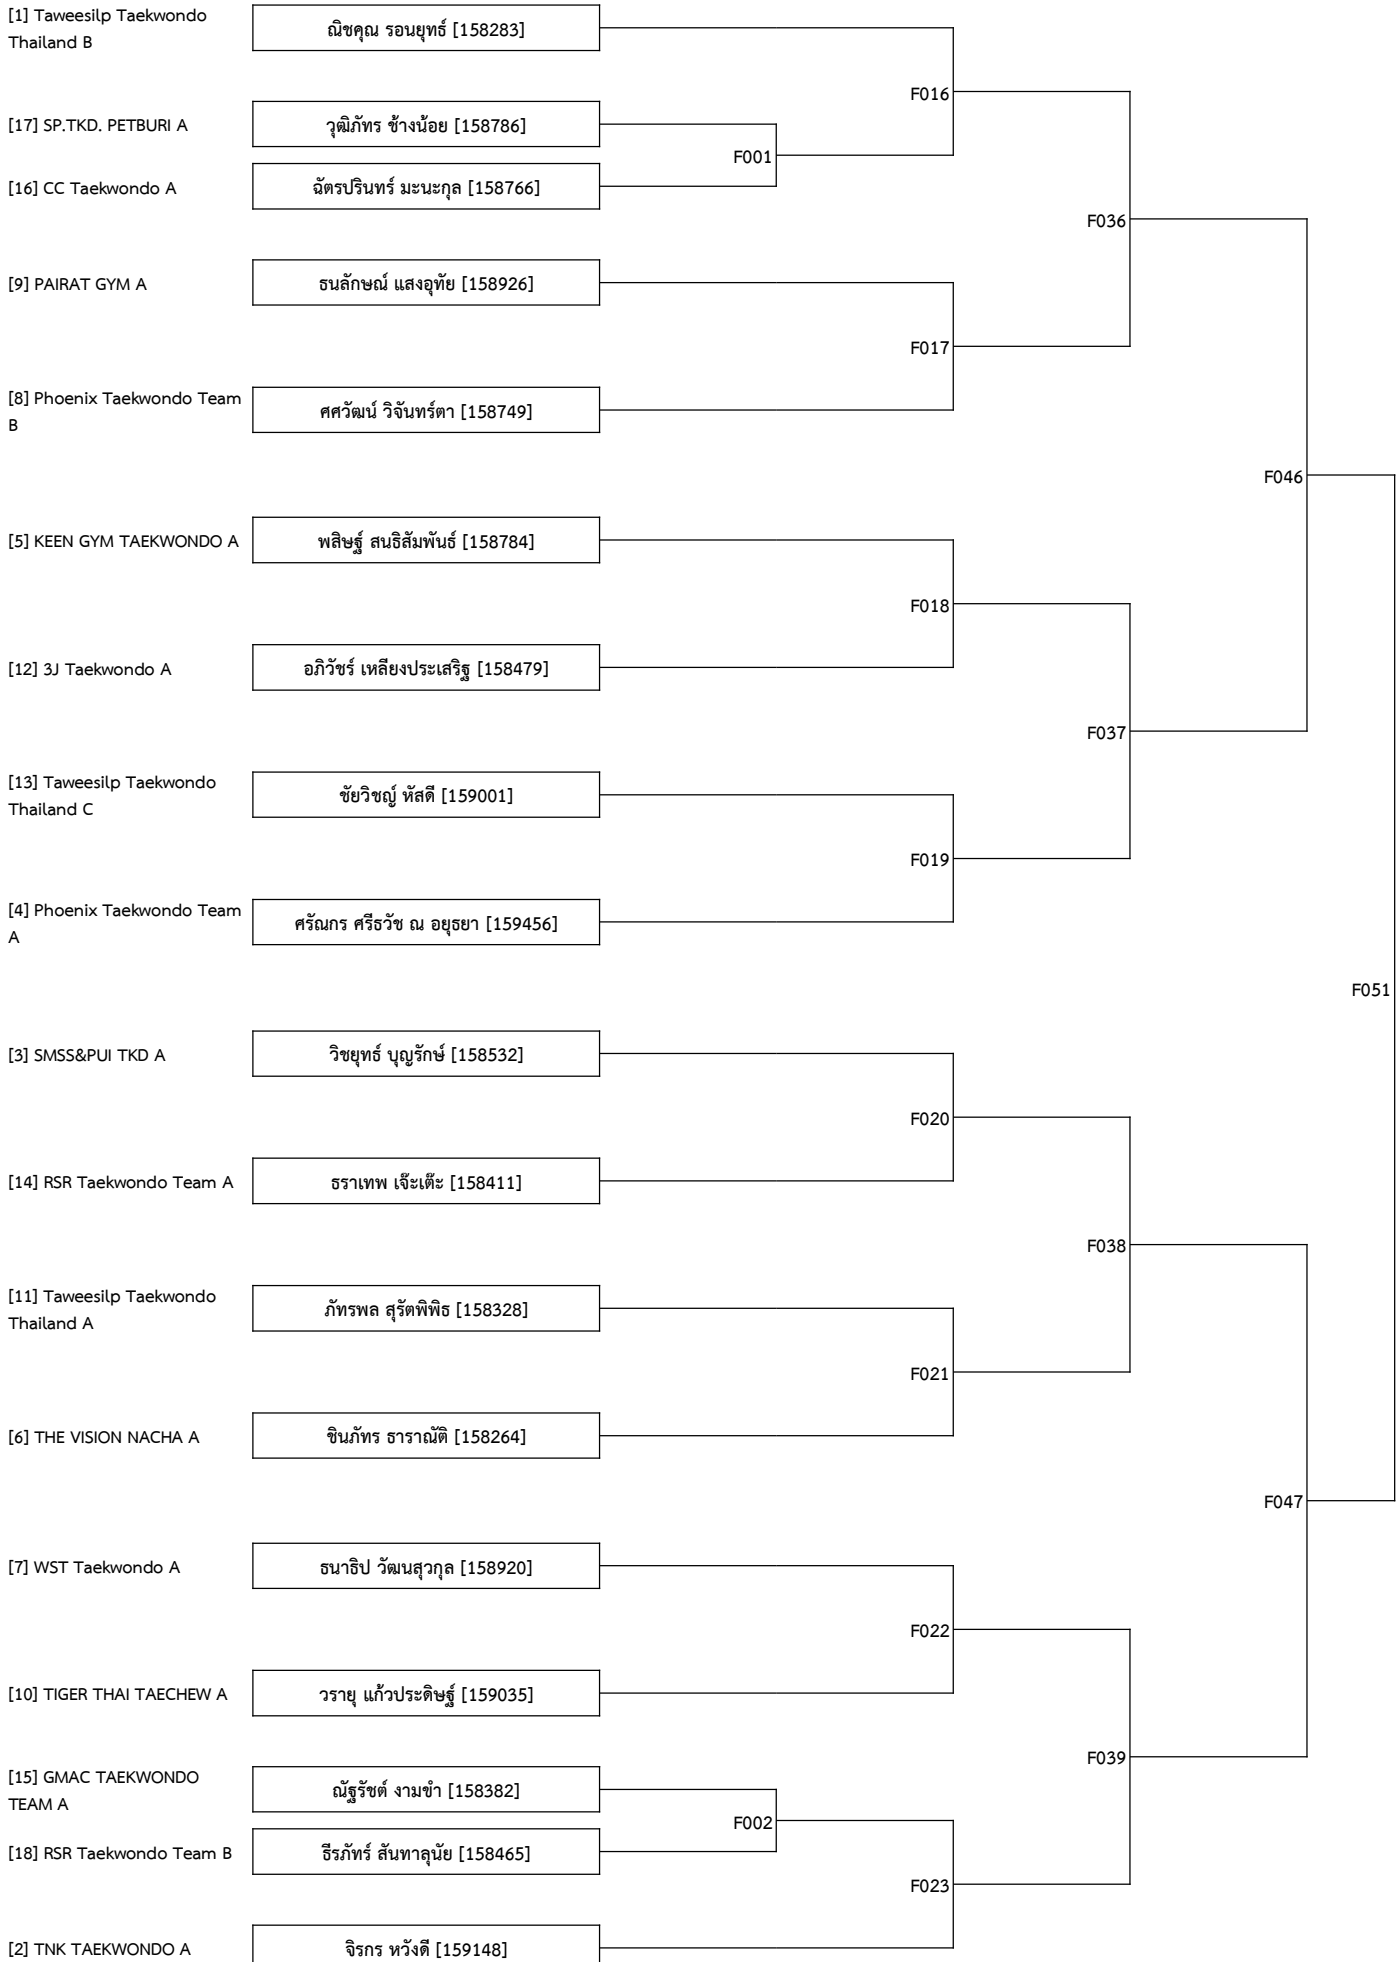 [1] Taweesilp Taekwondo
Thailand B
ณิชคุณ รอนยุทธ์ [158283]
F016
[17] SP.TKD. PETBURI A
วุฒิภัทร ช้างน้อย [158786]
F001
[16] CC Taekwondo A
ฉัตรปรินทร์ มะนะกุล [158766]
F036
[9] PAIRAT GYM A
ธนลักษณ์ แสงอุทัย [158926]
F017
[8] Phoenix Taekwondo Team
B
ศศวัฒน์ วิจันทร์ตา [158749]
F046
[5] KEEN GYM TAEKWONDO A
พสิษฐ์ สนธิสัมพันธ์ [158784]
F018
[12] 3J Taekwondo A
อภิวัชร์ เหลียงประเสริฐ [158479]
F037
[13] Taweesilp Taekwondo
Thailand C
ชัยวิชญ์ หัสดี [159001]
F019
[4] Phoenix Taekwondo Team
A
ศรัณกร ศรีธวัช ณ อยุธยา [159456]
F051
[3] SMSS&PUI TKD A
วิชยุทธ์ บุญรักษ์ [158532]
F020
[14] RSR Taekwondo Team A
ธราเทพ เจ๊ะเต๊ะ [158411]
F038
[11] Taweesilp Taekwondo
Thailand A
ภัทรพล สุรัตพิพิธ [158328]
F021
[6] THE VISION NACHA A
ชินภัทร ธาราณัติ [158264]
F047
[7] WST Taekwondo A
ธนาธิป วัฒนสุวกุล [158920]
F022
[10] TIGER THAI TAECHEW A
วรายุ แก้วประดิษฐ์ [159035]
F039
[15] GMAC TAEKWONDO
TEAM A
ณัฐรัชต์ งามขำ [158382]
F002
[18] RSR Taekwondo Team B
ธีรภัทร์ สันทาลุนัย [158465]
F023
[2] TNK TAEKWONDO A
จิรกร หวังดี [159148]